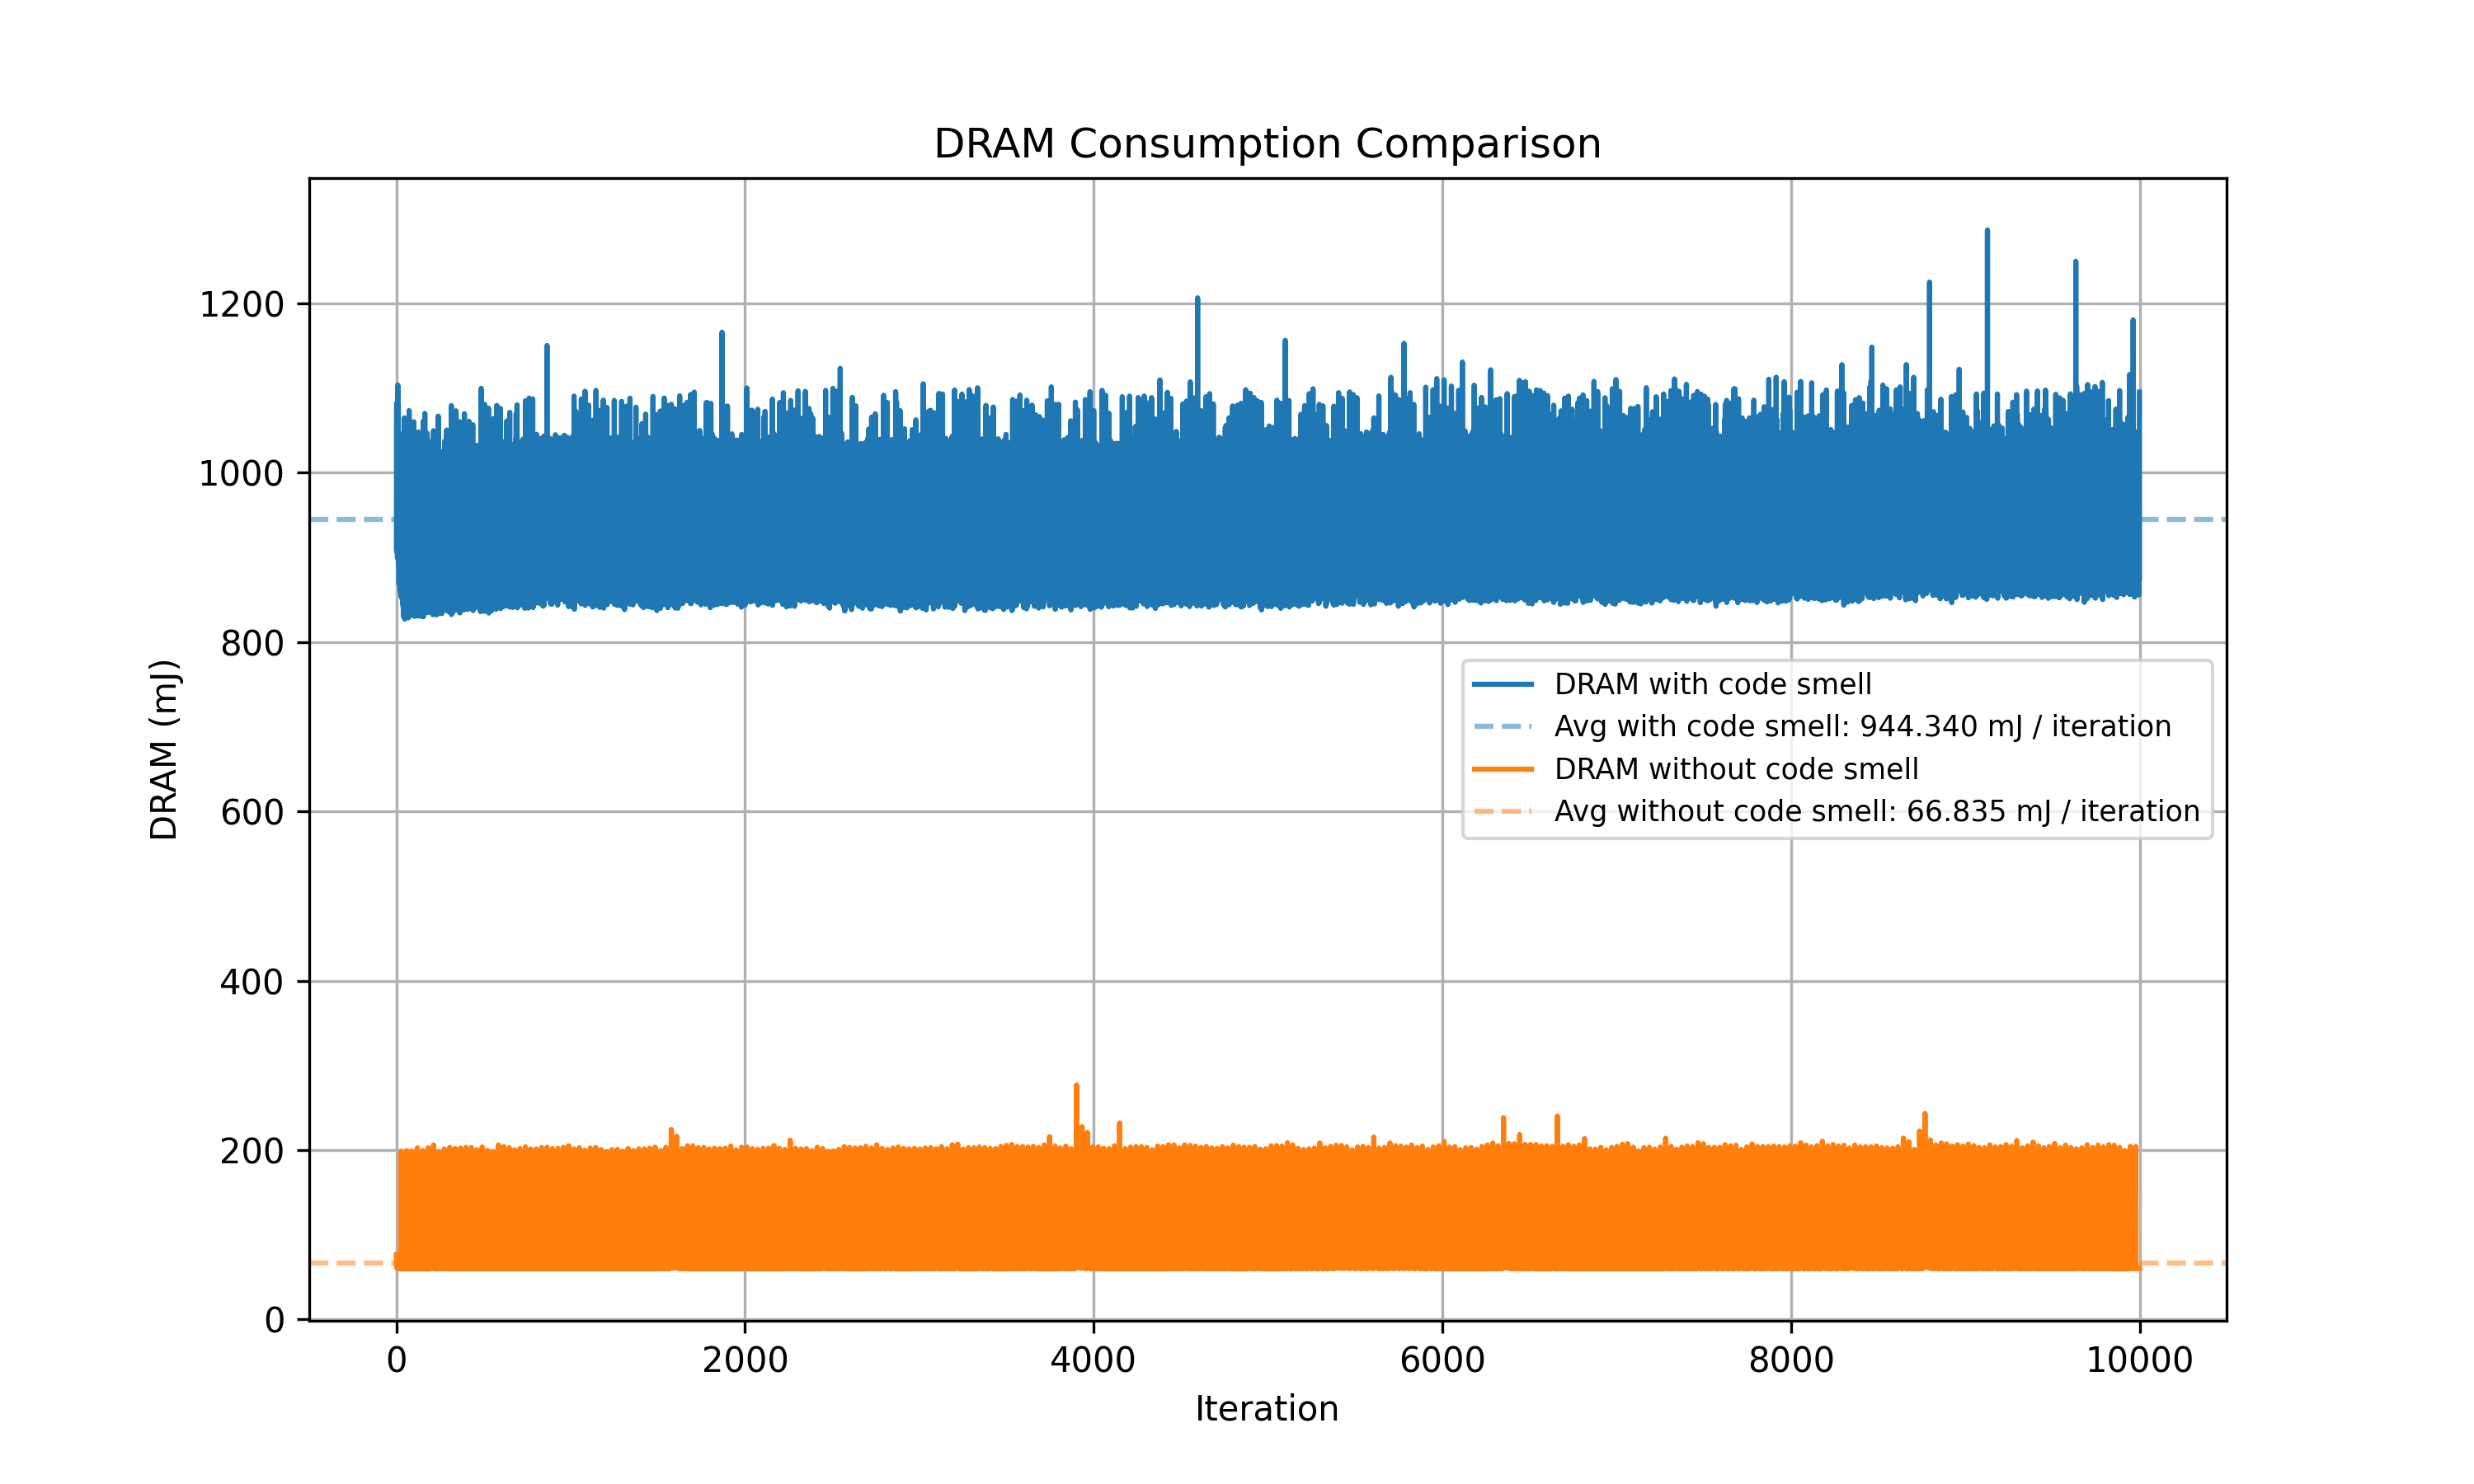 DRAM Consumption Comparison
1200
1000
800
600
400
200
0
DRAM (mJ)
DRAM with code smell
Avg with code smell: 944.340 mJ / iteration
DRAM without code smell
Avg without code smell: 66.835 mJ / iteration
0 2000 4000 6000 8000 10000
Iteration